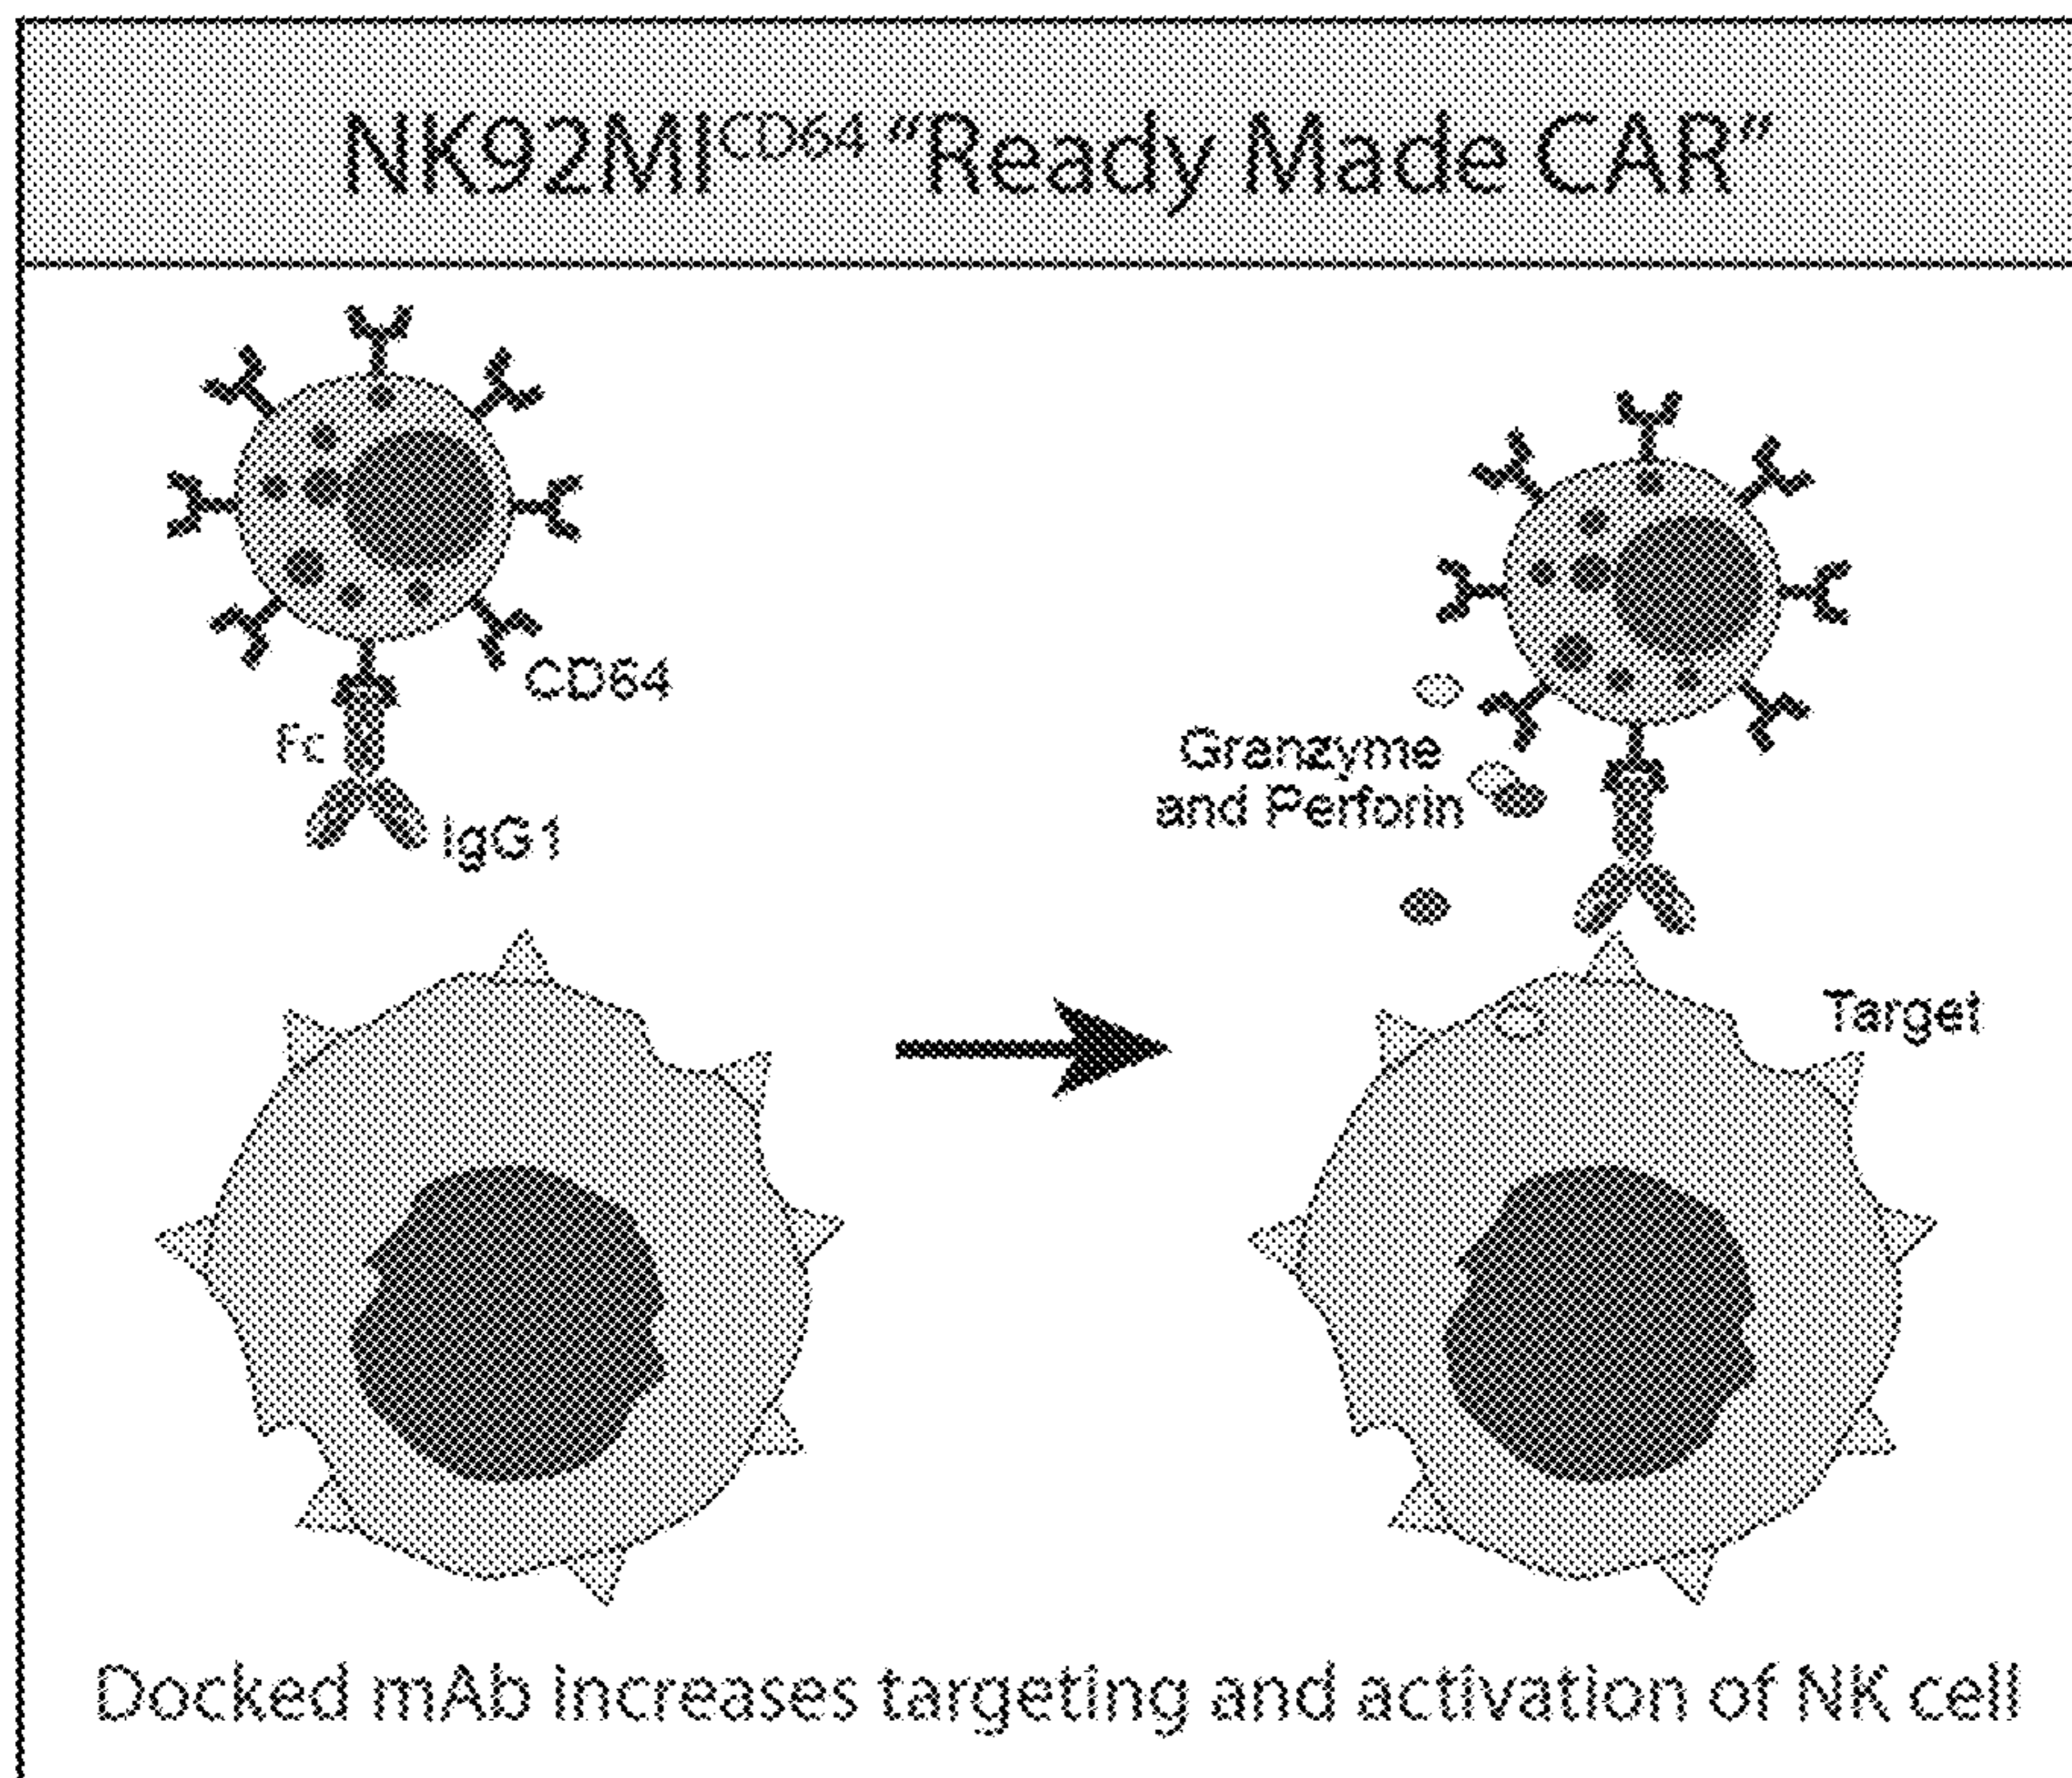 NK92MI^CD64 “Ready Made CAR”
CD64
Fc
IgG1
Granzyme
and Perforin
Target
Docked mAb increases targeting and activation of NK cell